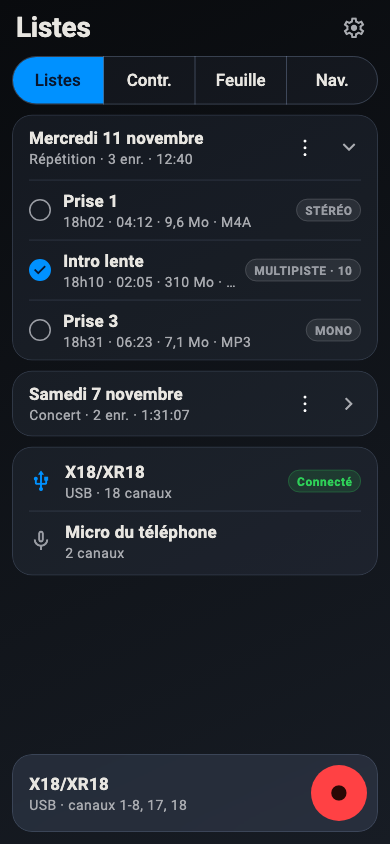 Listes
Listes
Contr.
Feuille
Nav.
Mercredi 11 novembre
Répétition · 3 enr. · 12:40
Prise 1
18h02 · 04:12 · 9,6 Mo · M4A
STÉRÉO
Intro lente
18h10 · 02:05 · 310 Mo · ...
MULTIPISTE · 10
Prise 3
18h31 · 06:23 · 7,1 Mo · MP3
MONO
Samedi 7 novembre
Concert · 2 enr. · 1:31:07
X18/XR18
USB · 18 canaux
Connecté
Micro du téléphone
2 canaux
X18/XR18
USB · canaux 1-8, 17, 18